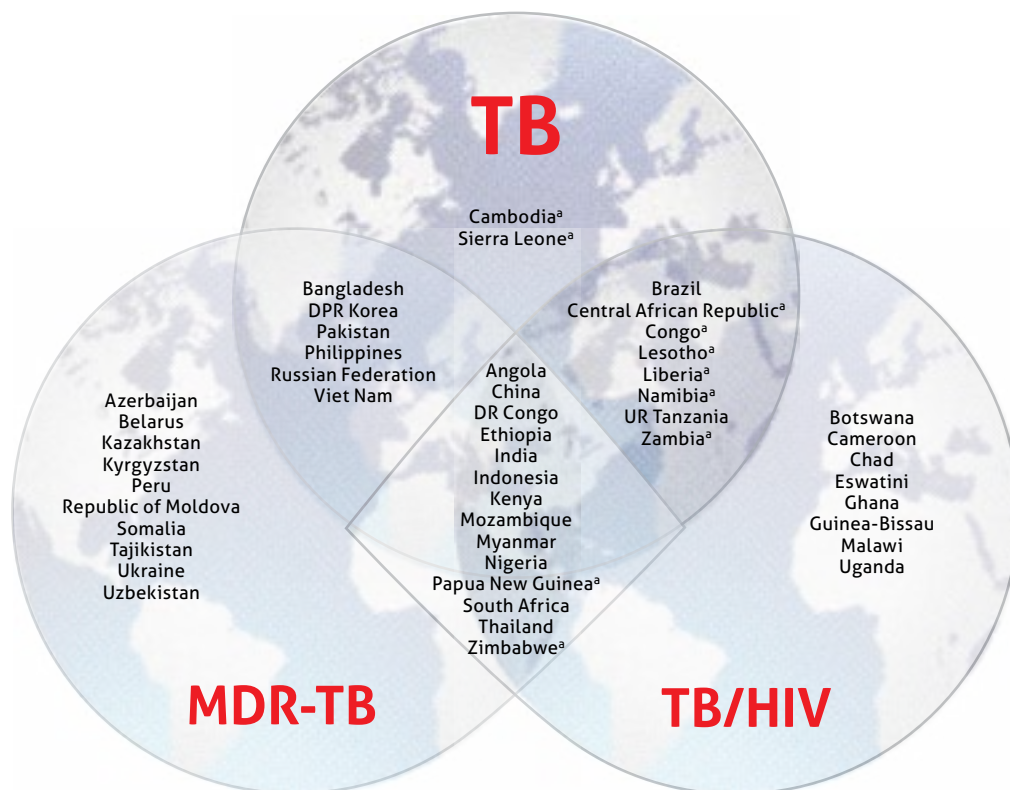 TB
Cambodiaᵃ
Sierra Leoneᵃ
Bangladesh
DPR Korea
Pakistan
Philippines
Russian Federation
Viet Nam
Brazil
Central African Republicᵃ
Congoᵃ
Lesothoᵃ
Liberiaᵃ
Namibiaᵃ
UR Tanzania
Zambiaᵃ
Angola
China
DR Congo
Ethiopia
India
Indonesia
Kenya
Mozambique
Myanmar
Nigeria
Papua New Guineaᵃ
South Africa
Thailand
Zimbabweᵃ
Azerbaijan
Belarus
Kazakhstan
Kyrgyzstan
Peru
Republic of Moldova
Somalia
Tajikistan
Ukraine
Uzbekistan
Botswana
Cameroon
Chad
Eswatini
Ghana
Guinea-Bissau
Malawi
Uganda
MDR-TB
TB/HIV